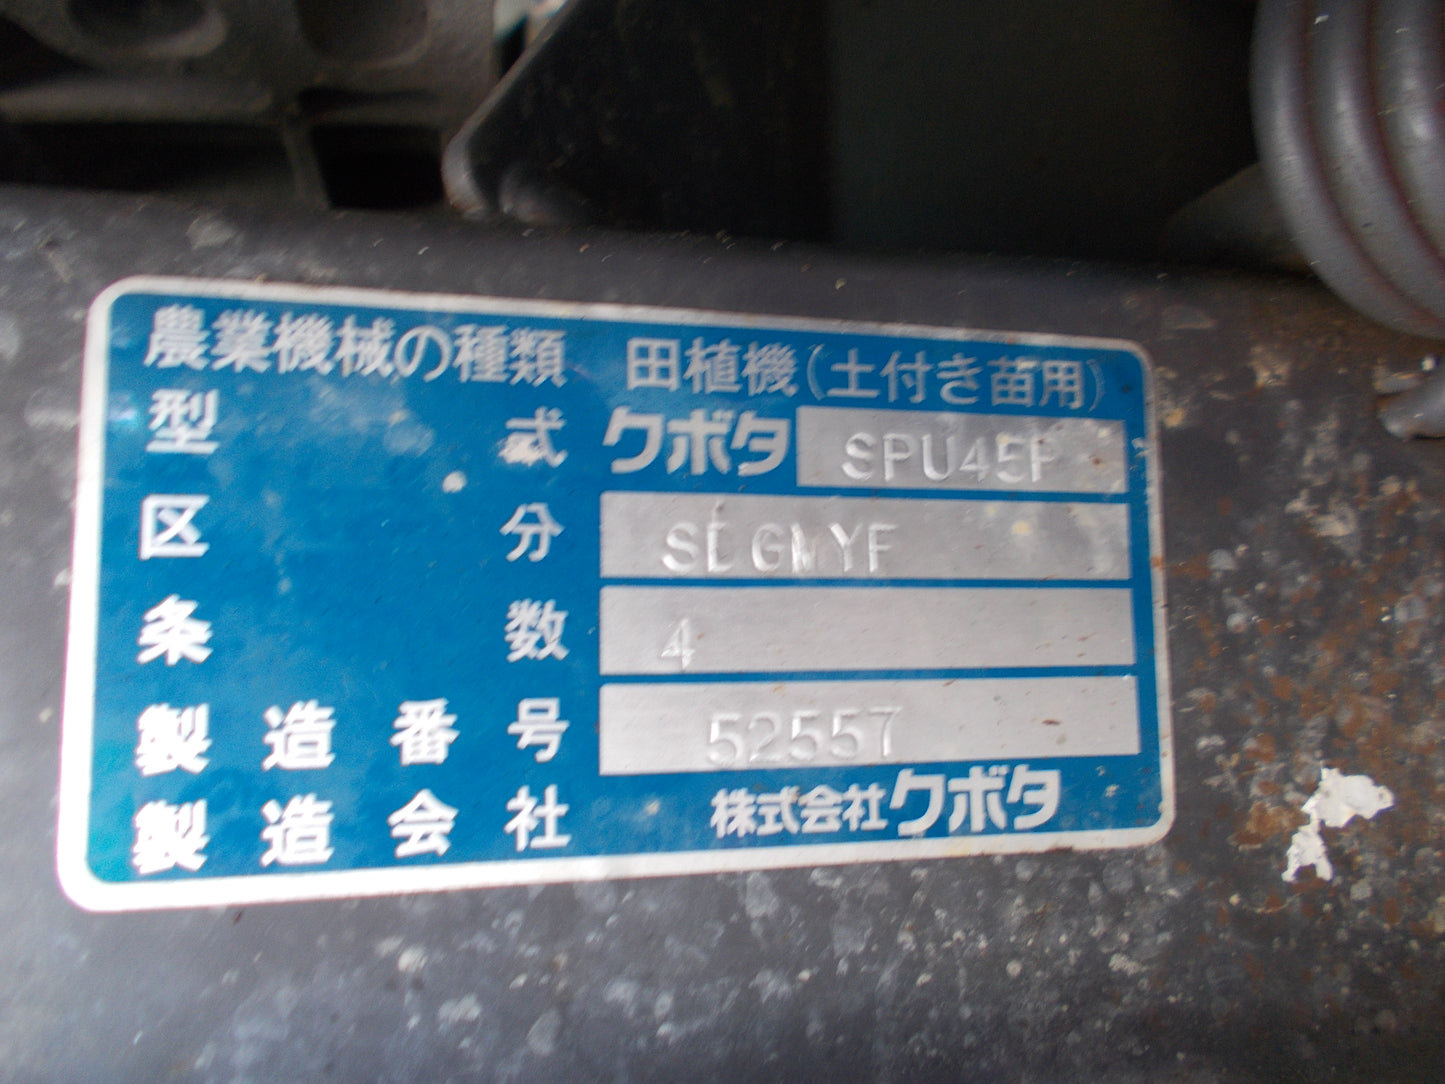 農業機械の種類 田植機(土付き苗用)
型式 クボタ SPU45P
区分 SLGMYF
条数 4
製造番号 52557
製造会社 株式会社クボタ